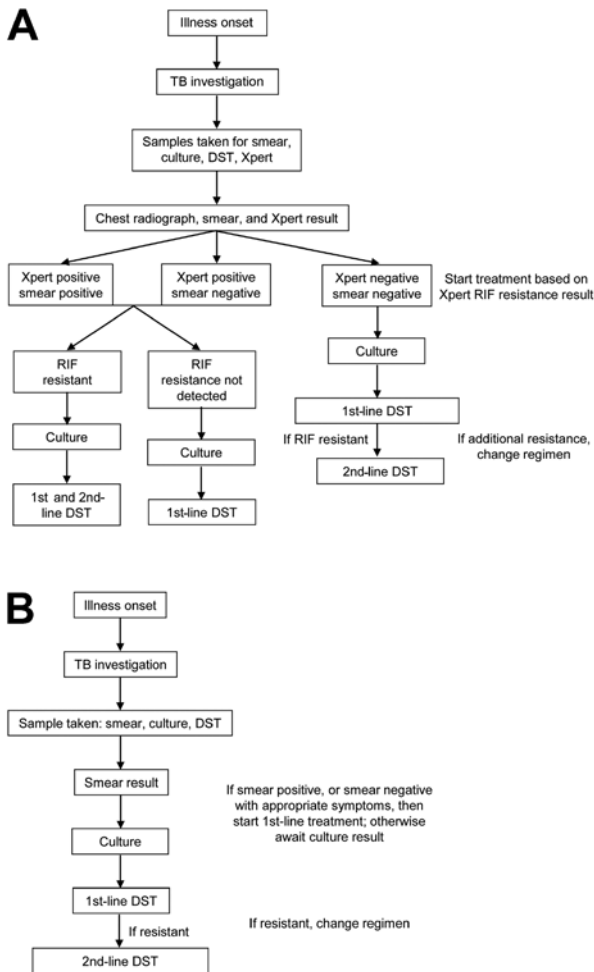 A
Illness onset
TB investigation
Samples taken for smear,
culture, DST, Xpert
Chest radiograph, smear, and Xpert result
Xpert positive
smear positive
Xpert positive
smear negative
Xpert negative
smear negative
Start treatment based on
Xpert RIF resistance result
RIF
resistant
RIF
resistance not
detected
Culture
Culture
Culture
1st and 2nd-
line DST
1st-line DST
1st-line DST
If RIF resistant
If additional resistance,
change regimen
2nd-line DST
B
Illness onset
TB investigation
Sample taken: smear, culture, DST
Smear result
If smear positive, or smear negative
with appropriate symptoms, then
start 1st-line treatment; otherwise
await culture result
Culture
1st-line DST
If resistant
If resistant, change regimen
2nd-line DST